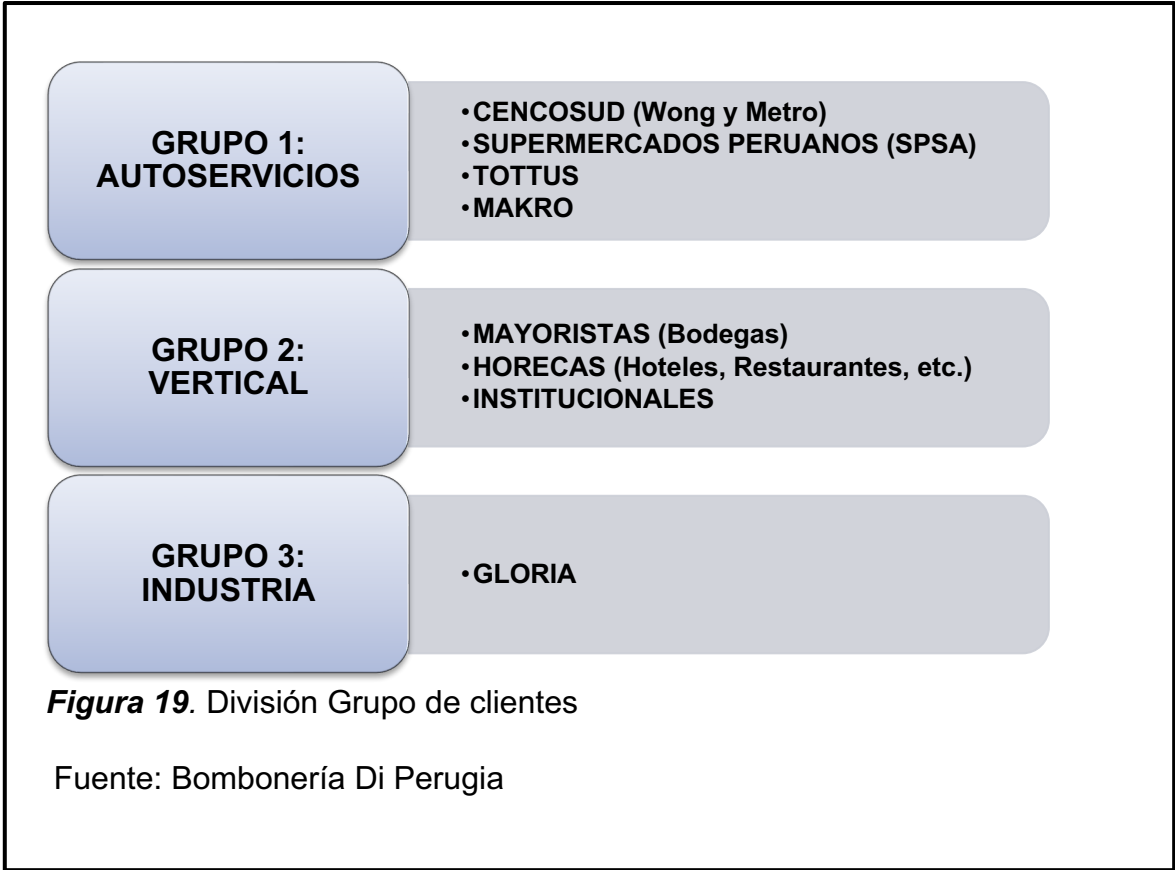 GRUPO 1:
AUTOSERVICIOS
•CENCOSUD (Wong y Metro)
•SUPERMERCADOS PERUANOS (SPSA)
•TOTTUS
•MAKRO
GRUPO 2:
VERTICAL
•MAYORISTAS (Bodegas)
•HORECAS (Hoteles, Restaurantes, etc.)
•INSTITUCIONALES
GRUPO 3:
INDUSTRIA
•GLORIA
Figura 19. División Grupo de clientes
Fuente: Bombonería Di Perugia